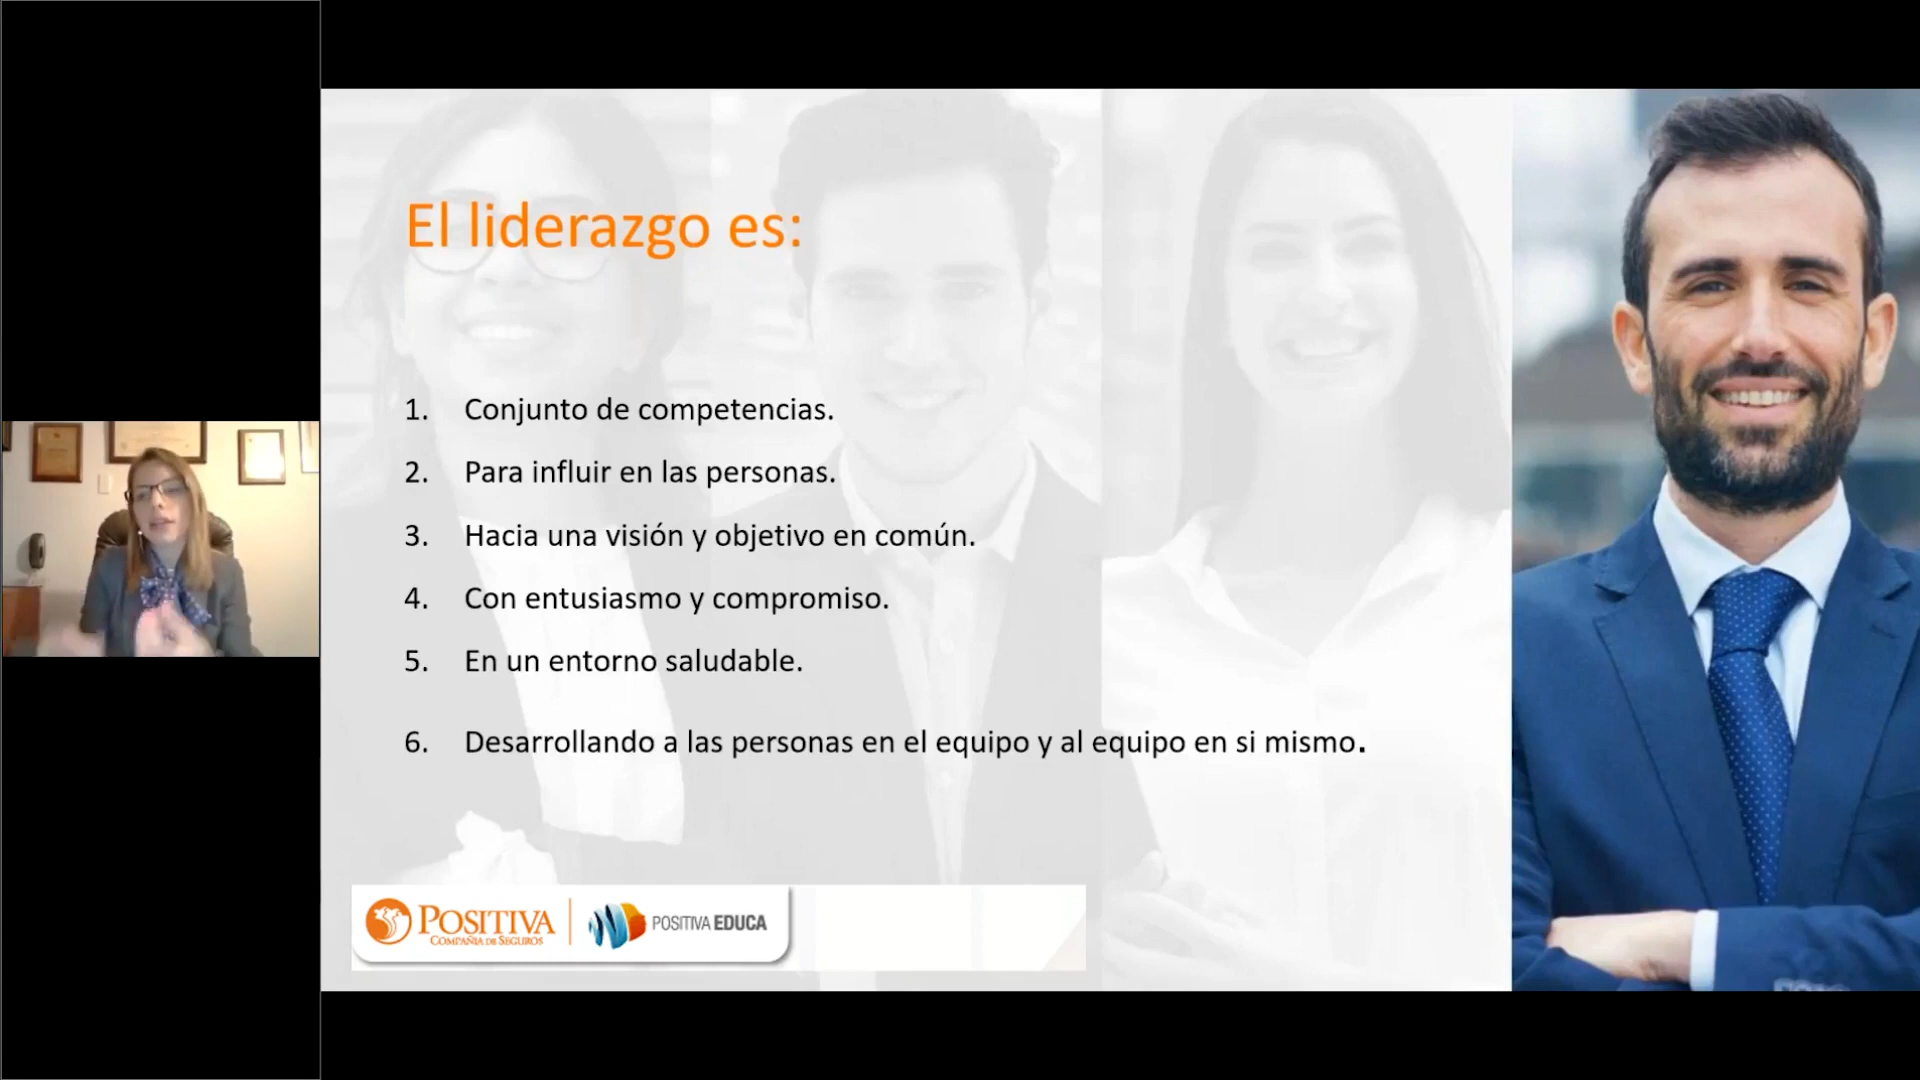 El liderazgo es:
1. Conjunto de competencias.
2. Para influir en las personas.
3. Hacia una visión y objetivo en común.
4. Con entusiasmo y compromiso.
5. En un entorno saludable.
6. Desarrollando a las personas en el equipo y al equipo en si mismo.
POSITIVA
COMPAÑIA DE SEGUROS
POSITIVA EDUCA